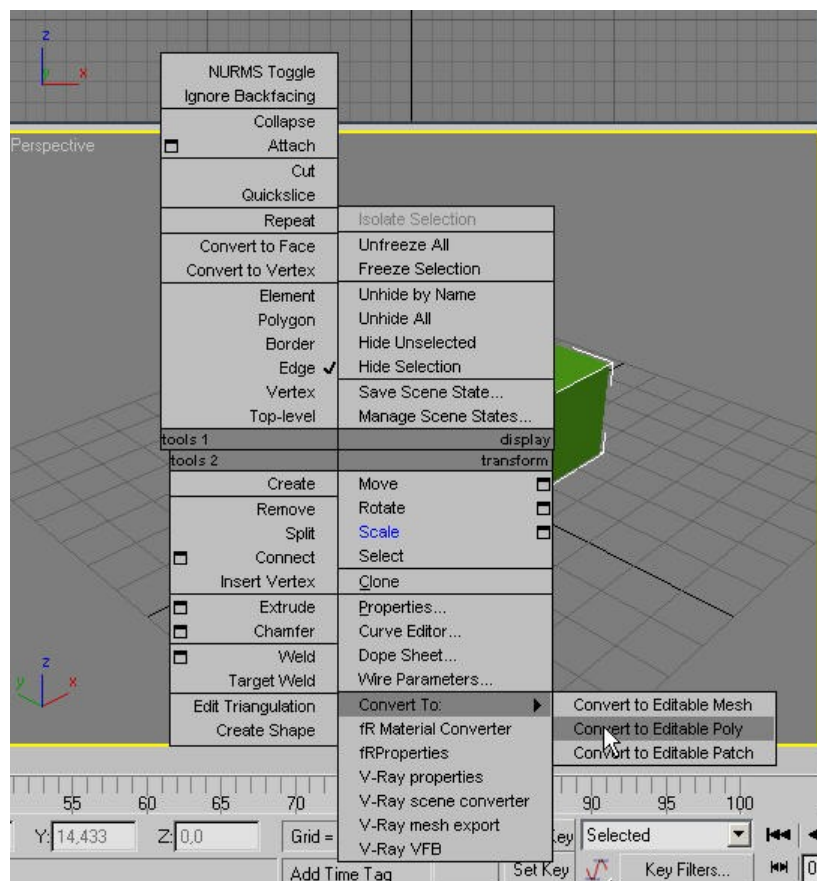 z
y x
NURMS Toggle
Ignore Backfacing
Collapse
Perspective
Attach
Cut
Quickslice
Repeat
Convert to Face
Convert to Vertex
Element
Polygon
Border
Edge
Vertex
Top-level
tools 1
Isolate Selection
Unfreeze All
Freeze Selection
Unhide by Name
Unhide All
Hide Unselected
Hide Selection
Save Scene State...
Manage Scene States...
display
tools 2
Create
Remove
Split
Connect
Insert Vertex
Extrude
Chamfer
Weld
Target Weld
Edit Triangulation
Create Shape
transform
Move
Rotate
Scale
Select
Clone
Properties...
Curve Editor...
Dope Sheet...
Wire Parameters...
Convert To:
fR Material Converter
fRProperties
V-Ray properties
V-Ray scene converter
V-Ray mesh export
V-Ray VFB
Convert to Editable Mesh
Convert to Editable Poly
Convert to Editable Patch
z
y x
55 60 65 70 90 95 100
Y: 14,433 Z: 0,0 Grid = Key Selected
Add Time Tag Set Key Key Filters... 0